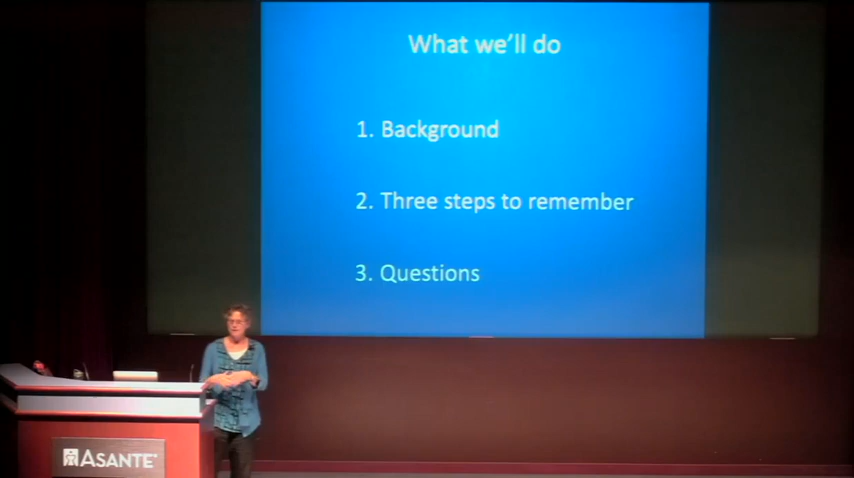 What we'll do
1. Background
2. Three steps to remember
3. Questions
ASANTE